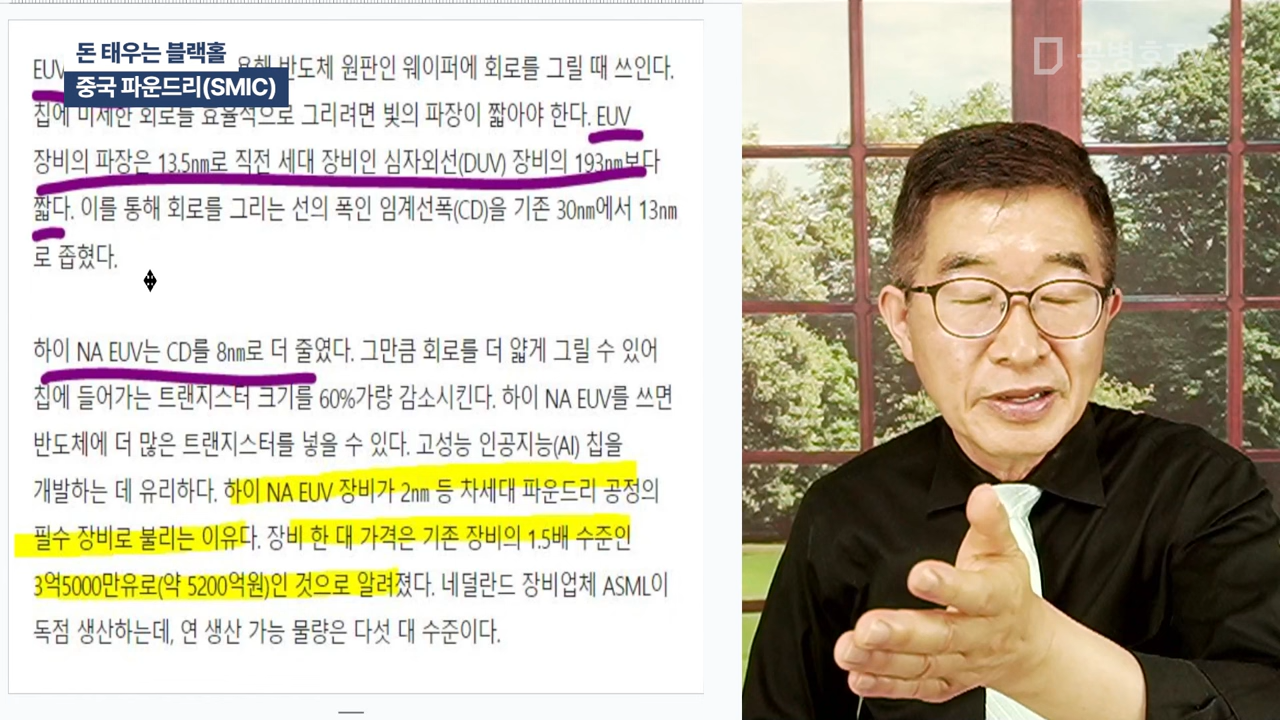 돈 태우는 블랙홀
중국 파운드리(SMIC)
EUV 반도체 원판인 웨이퍼에 회로를 그릴 때 쓰인다.
칩에 미세한 회로를 효율적으로 그리려면 빛의 파장이 짧아야 한다. EUV
장비의 파장은 13.5㎚로 직전 세대 장비인 심자외선(DUV) 장비의 193㎚보다
짧다. 이를 통해 회로를 그리는 선의 폭인 임계선폭(CD)을 기존 30㎚에서 13㎚
로 좁혔다.
하이 NA EUV는 CD를 8㎚로 더 줄였다. 그만큼 회로를 더 얇게 그릴 수 있어
칩에 들어가는 트랜지스터 크기를 60%가량 감소시킨다. 하이 NA EUV를 쓰면
반도체에 더 많은 트랜지스터를 넣을 수 있다. 고성능 인공지능(AI) 칩을
개발하는 데 유리하다. 하이 NA EUV 장비가 2㎚ 등 차세대 파운드리 공정의
필수 장비로 불리는 이유다. 장비 한 대 가격은 기존 장비의 1.5배 수준인
3억5000만유로(약 5200억원)인 것으로 알려졌다. 네덜란드 장비업체 ASML이
독점 생산하는데, 연 생산 가능 물량은 다섯 대 수준이다.